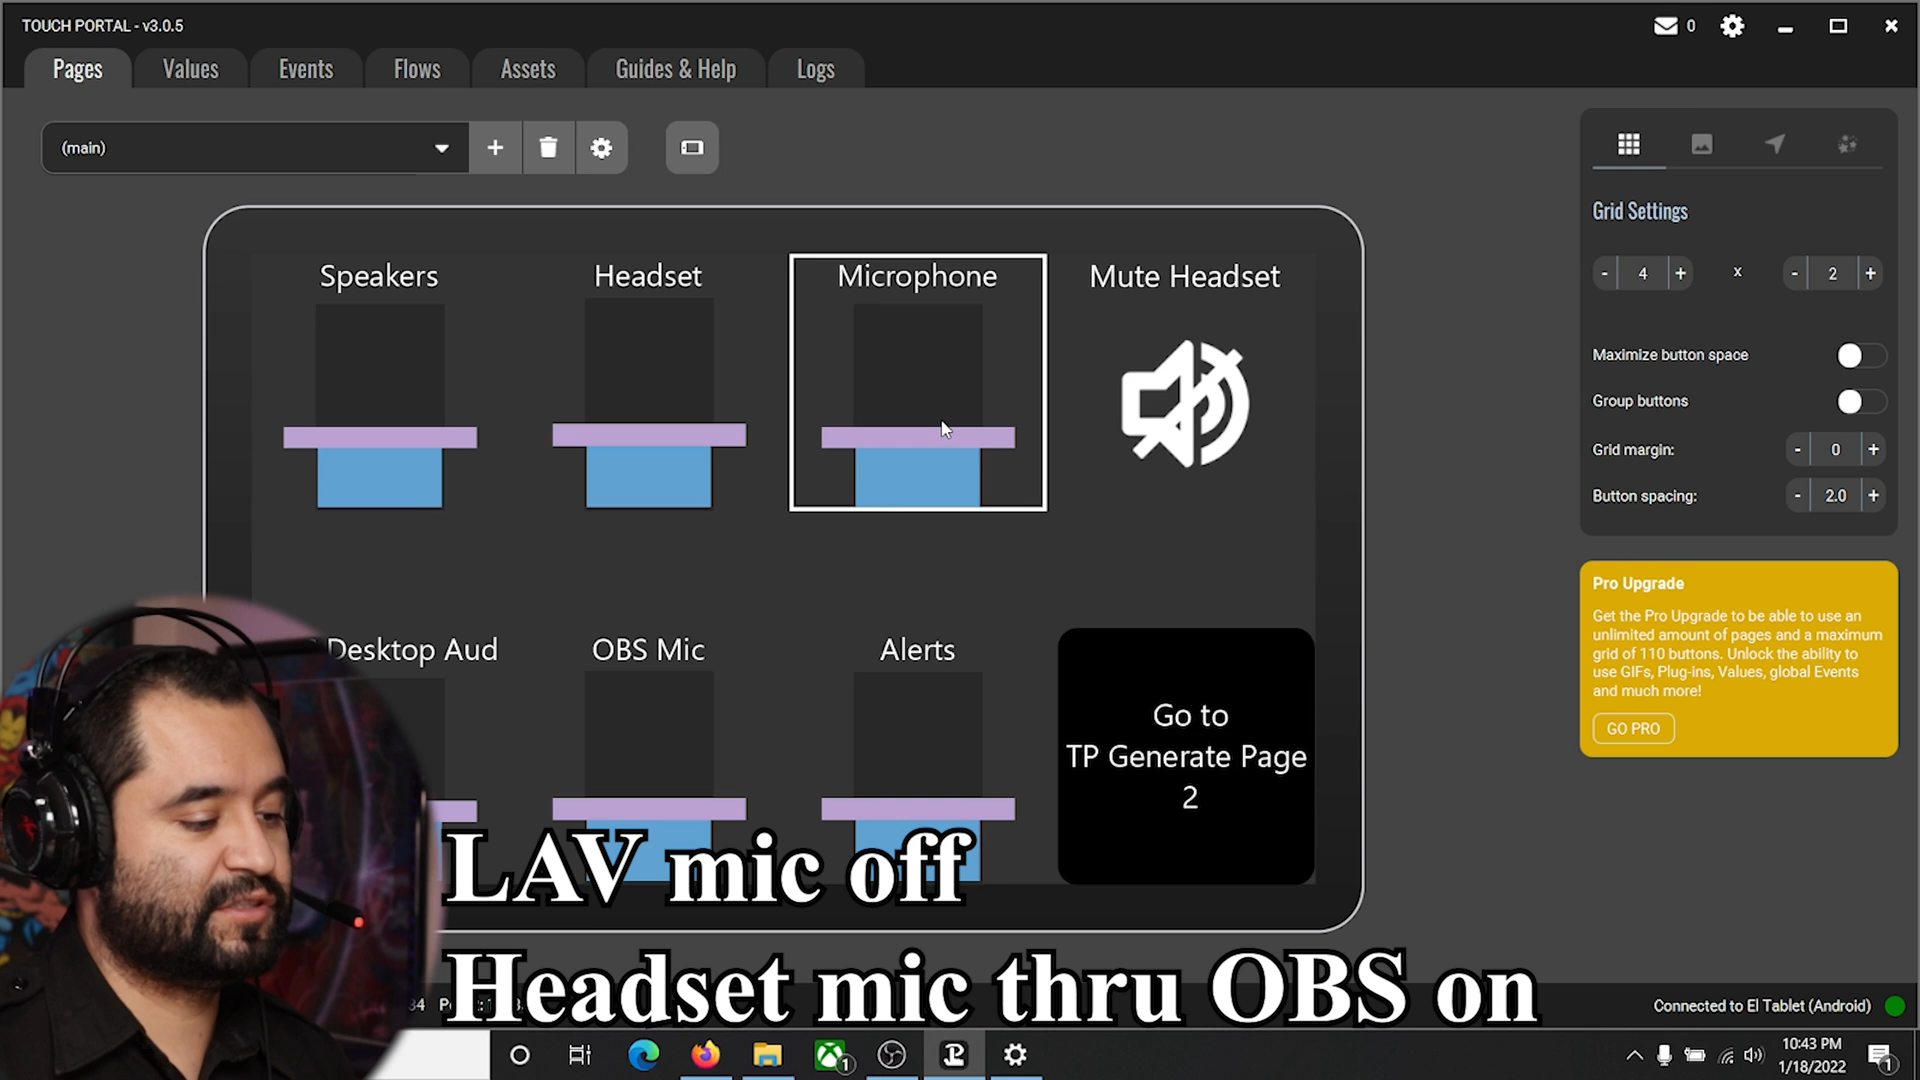 TOUCH PORTAL - v3.0.5
0
Pages
Values
Events
Flows
Assets
Guides & Help
Logs
(main)
Speakers
Headset
Microphone
Mute Headset
Desktop Aud
OBS Mic
Alerts
Go to
TP Generate Page
2
Grid Settings
- 4 + x - 2 +
Maximize button space
Group buttons
Grid margin: - 0 +
Button spacing: - 2.0 +
Pro Upgrade
Get the Pro Upgrade to be able to use an
unlimited amount of pages and a maximum
grid of 110 buttons. Unlock the ability to
use GIFs, Plug-ins, Values, global Events
and much more!
GO PRO
LAV mic off
Headset mic thru OBS on
Connected to El Tablet (Android)
1
10:43 PM
1/18/2022
1